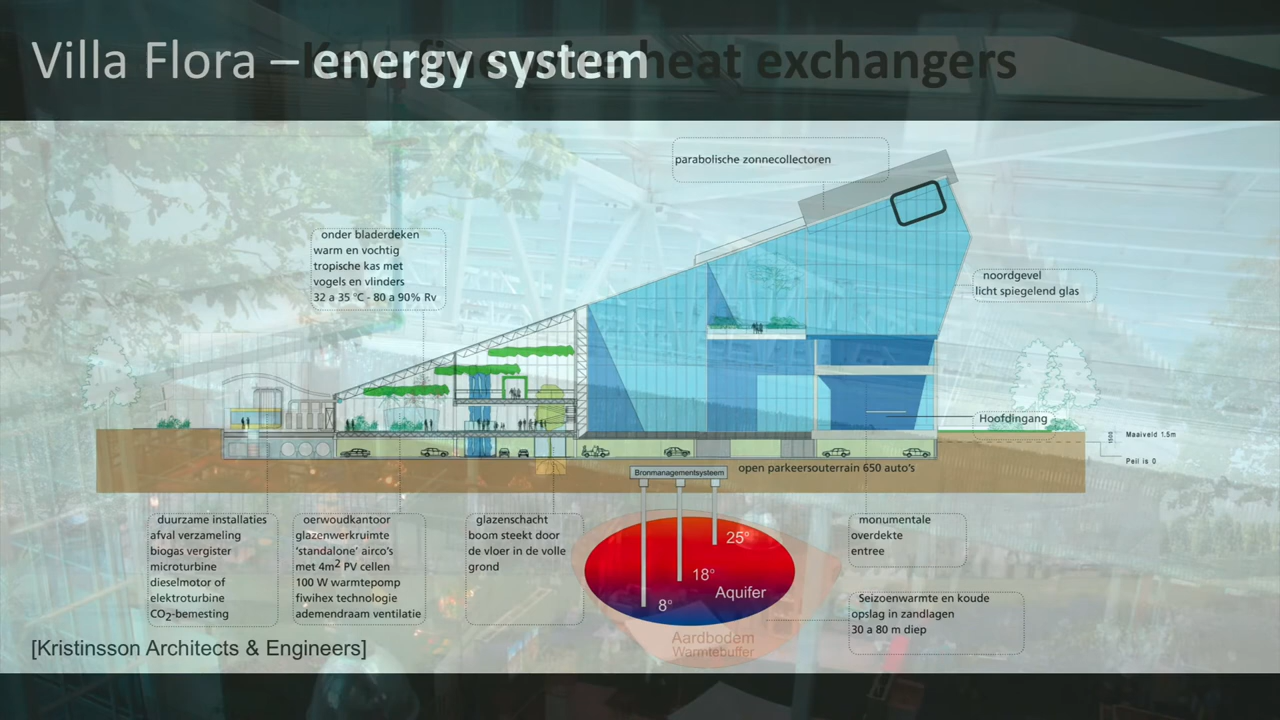 Villa Flora – energy system
heat exchangers
parabolische zonnecollectoren
onder bladerdeken
warm en vochtig
tropische kas met
vogels en vlinders
32 a 35 °C - 80 a 90% Rv
noordgevel
licht spiegelend glas
Hoofdingang
1500
Maaiveld 1.5m
Peil is 0
Bronmanagementsysteem
open parkeersouterrain 650 auto's
duurzame installaties
afval verzameling
biogas vergister
microturbine
dieselmotor of
elektroturbine
CO2-bemesting
oerwoudkantoor
glazenwerkruimte
'standalone' airco's
met 4m2 PV cellen
100 W warmtepomp
fiwihex technologie
ademendraam ventilatie
glazenschacht
boom steekt door
de vloer in de volle
grond
25°
18°
Aquifer
8°
Aardbodem
Warmtebuffer
monumentale
overdekte
entree
Seizoenwarmte en koude
opslag in zandlagen
30 a 80 m diep
[Kristinsson Architects & Engineers]